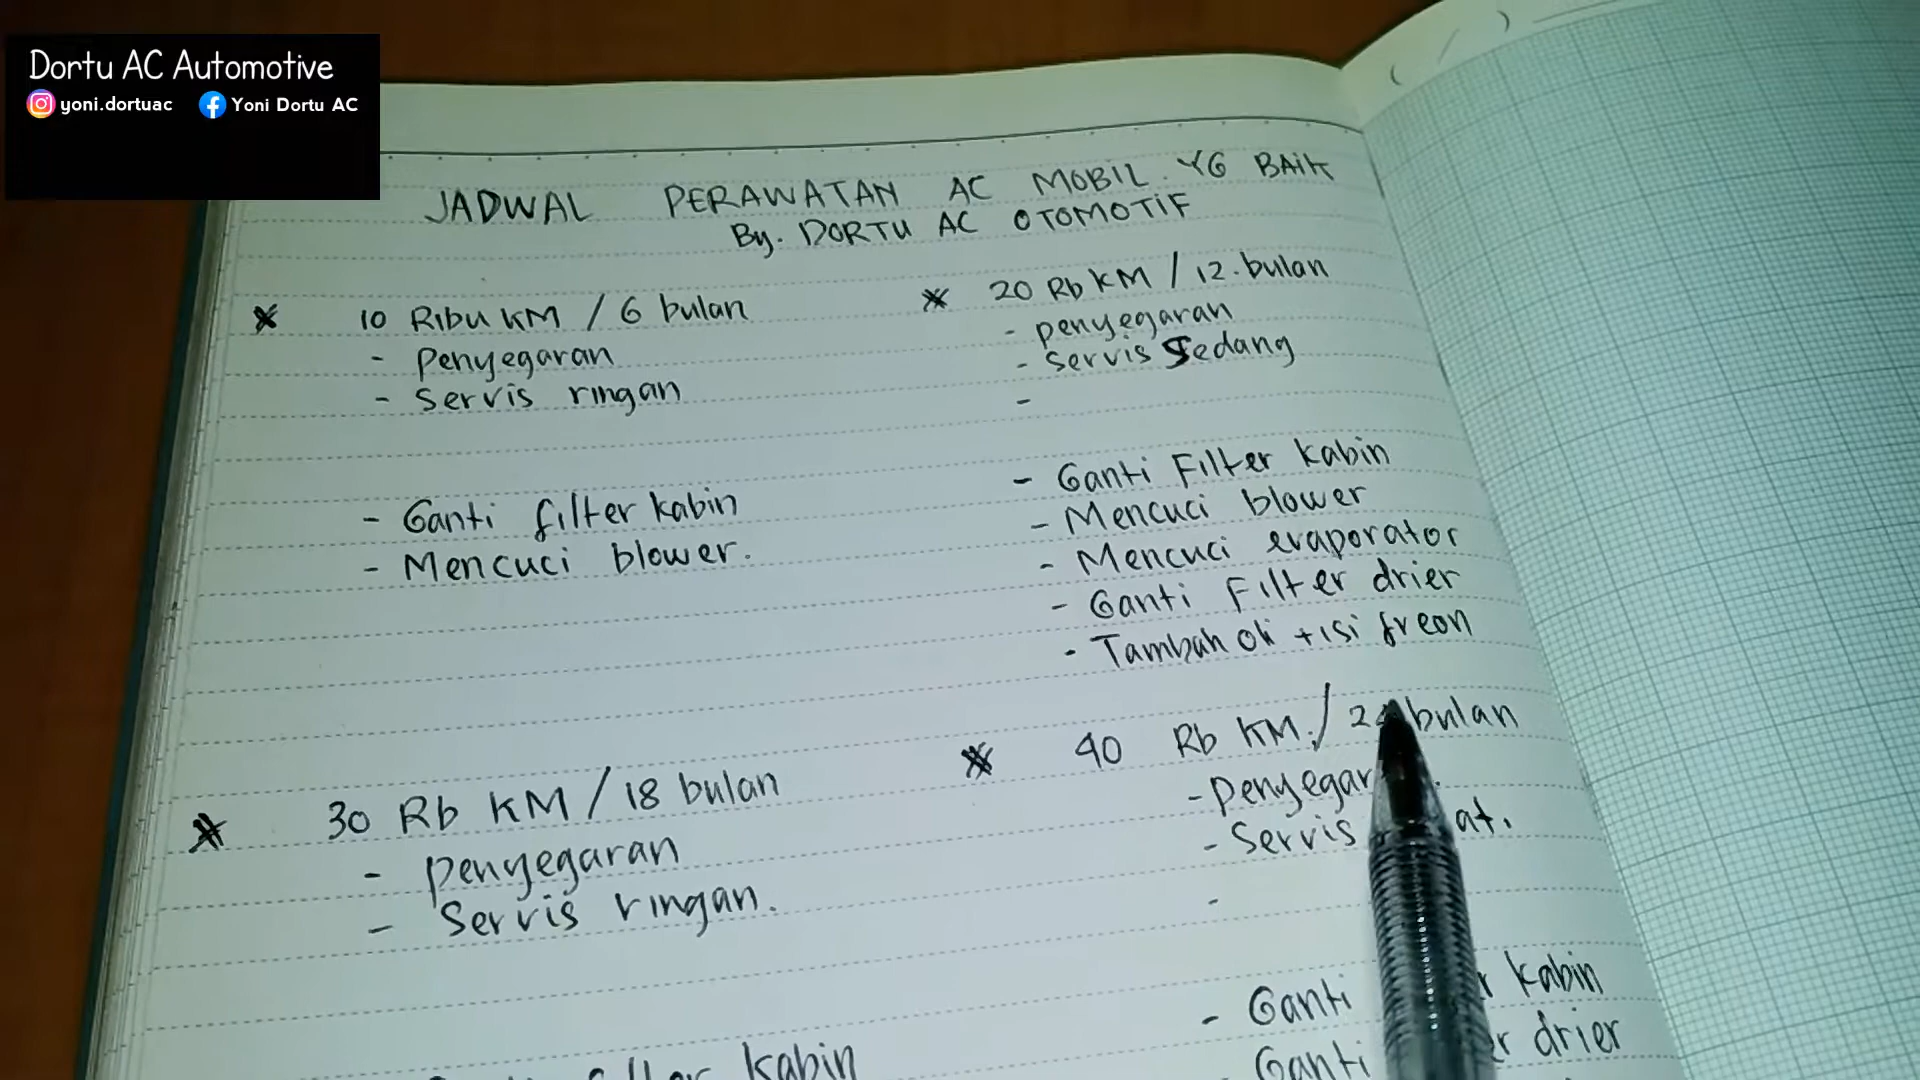 Dortu AC Automotive
yoni.dortuac Yoni Dortu AC
JADWAL PERAWATAN AC MOBIL YG BAIK
By. DORTU AC OTOMOTIF
* 10 Ribu KM / 6 bulan
- Penyegaran
- Servis ringan
- Ganti filter kabin
- Mencuci blower.
* 20 Rb KM / 12 bulan
- penyegaran
- Servis Sedang
-
- Ganti Filter kabin
- Mencuci blower
- Mencuci evaporator
- Ganti Filter drier
- Tambah oli + isi freon
* 30 Rb KM / 18 bulan
- Penyegaran
- Servis ringan.
kabin
* 40 Rb KM / bulan
- Penyegar
- Servis at.
-
- Ganti kabin
Ganti drier